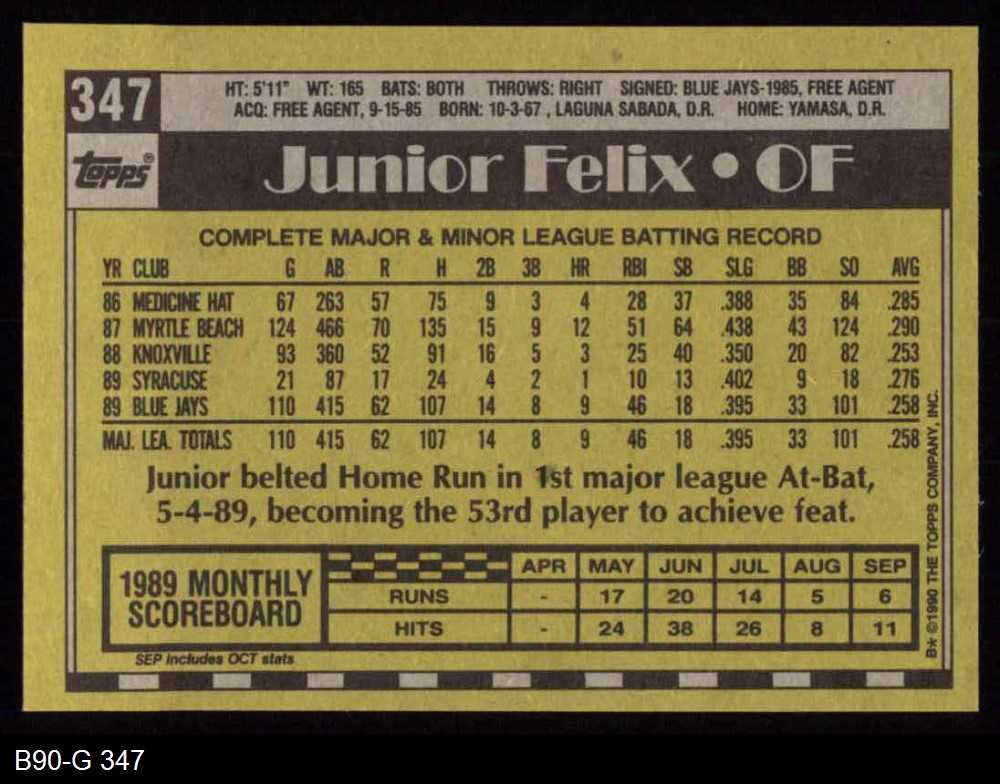 347
HT: 5'11" WT: 165 BATS: BOTH THROWS: RIGHT SIGNED: BLUE JAYS-1985, FREE AGENT
ACQ: FREE AGENT, 9-15-85 BORN: 10-3-67 , LAGUNA SABADA, D.R. HOME: YAMASA, D.R.
topps®
Junior Felix • OF
COMPLETE MAJOR & MINOR LEAGUE BATTING RECORD
YR CLUB G AB R H 2B 3B HR RBI SB SLG BB SO AVG
86 MEDICINE HAT 67 263 57 75 9 3 4 28 37 .388 35 84 .285
87 MYRTLE BEACH 124 466 70 135 15 9 12 51 64 .438 43 124 .290
88 KNOXVILLE 93 360 52 91 16 5 3 25 40 .350 20 82 .253
89 SYRACUSE 21 87 17 24 4 2 1 10 13 .402 9 18 .276
89 BLUE JAYS 110 415 62 107 14 8 9 46 18 .395 33 101 .258
MAJ. LEA. TOTALS 110 415 62 107 14 8 9 46 18 .395 33 101 .258
Junior belted Home Run in 1st major league At-Bat,
5-4-89, becoming the 53rd player to achieve feat.
1989 MONTHLY
SCOREBOARD
APR MAY JUN JUL AUG SEP
RUNS - 17 20 14 5 6
HITS - 24 38 26 8 11
SEP includes OCT stats
B* ©1990 THE TOPPS COMPANY, INC.
B90-G 347